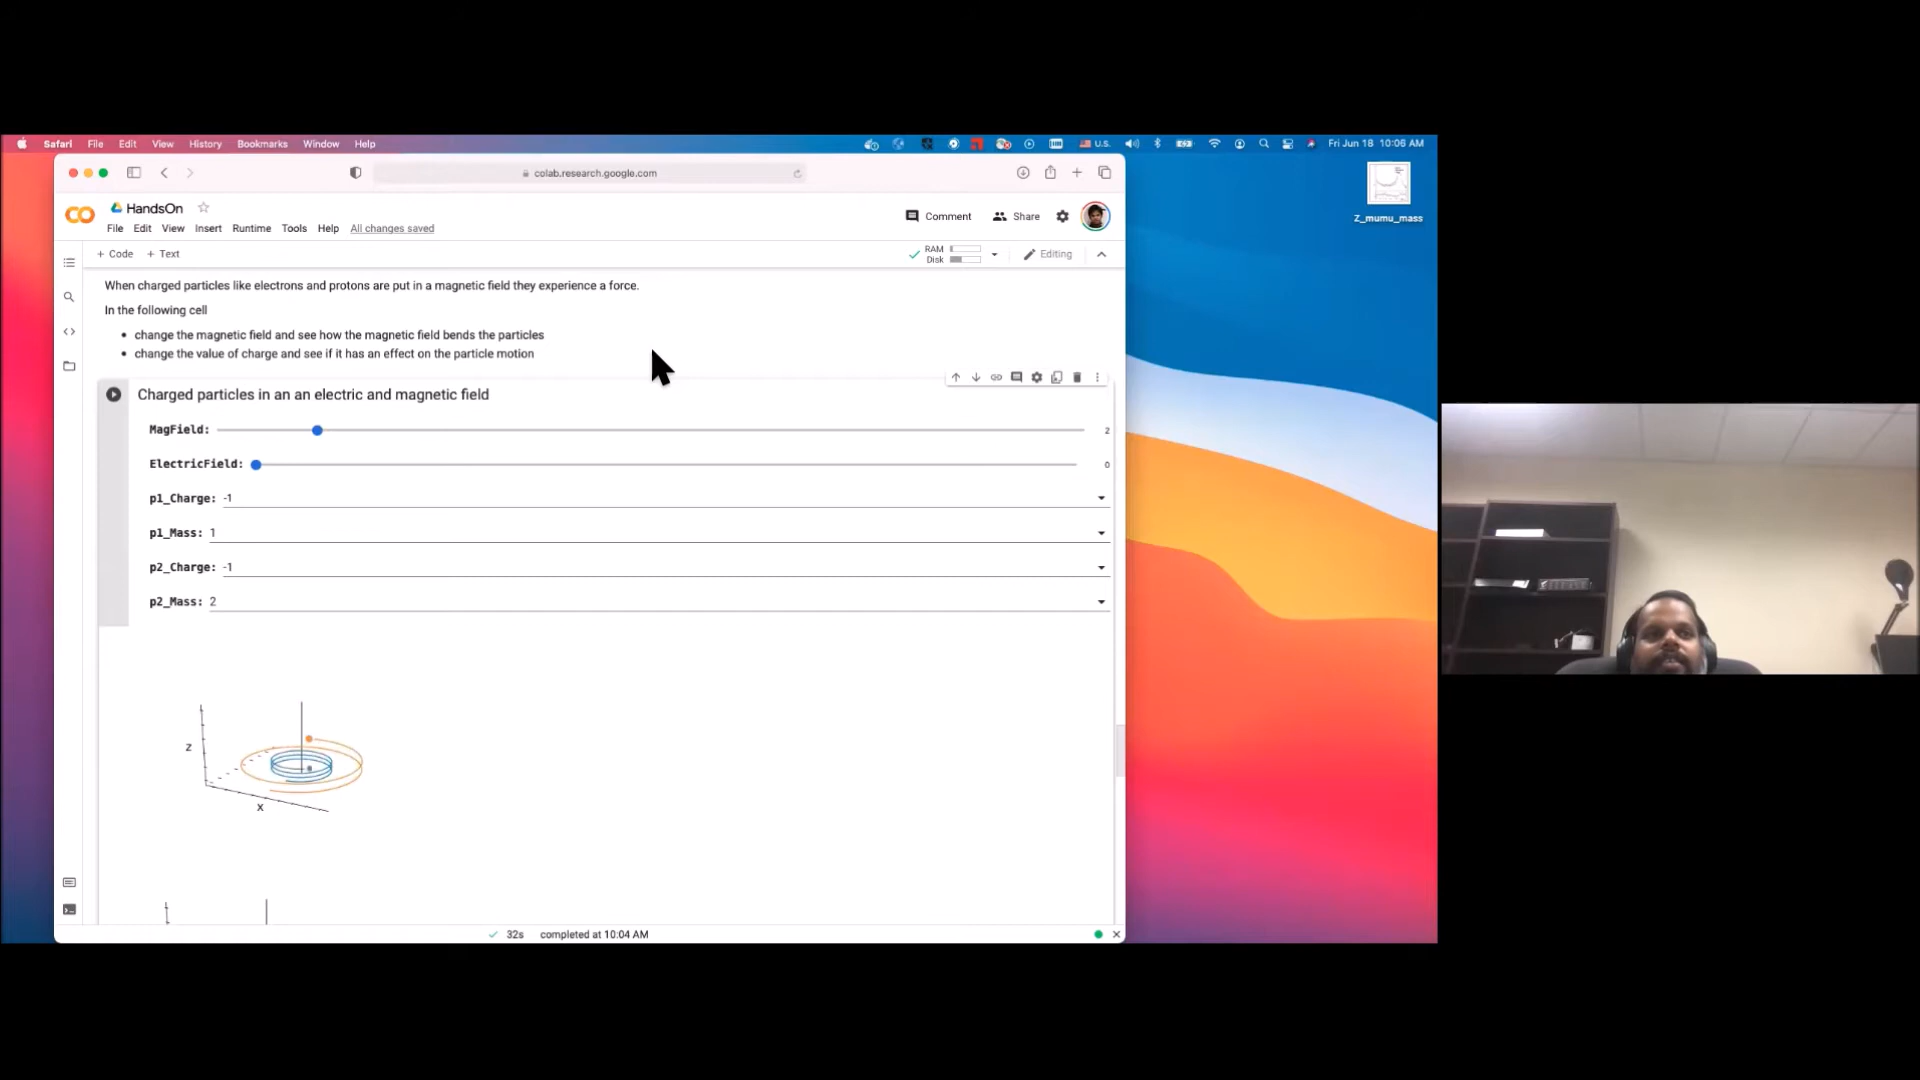 Safari File Edit View History Bookmarks Window Help
U.S. Fri Jun 18 10:06 AM
colab.research.google.com
Z_mumu_mass
HandsOn
Comment Share
File Edit View Insert Runtime Tools Help All changes saved
+ Code + Text
RAM
Disk
Editing
When charged particles like electrons and protons are put in a magnetic field they experience a force.
In the following cell
• change the magnetic field and see how the magnetic field bends the particles
• change the value of charge and see if it has an effect on the particle motion
Charged particles in an an electric and magnetic field
MagField: 2
ElectricField: 0
p1_Charge: -1
p1_Mass: 1
p2_Charge: -1
p2_Mass: 2
Z
X
32s completed at 10:04 AM